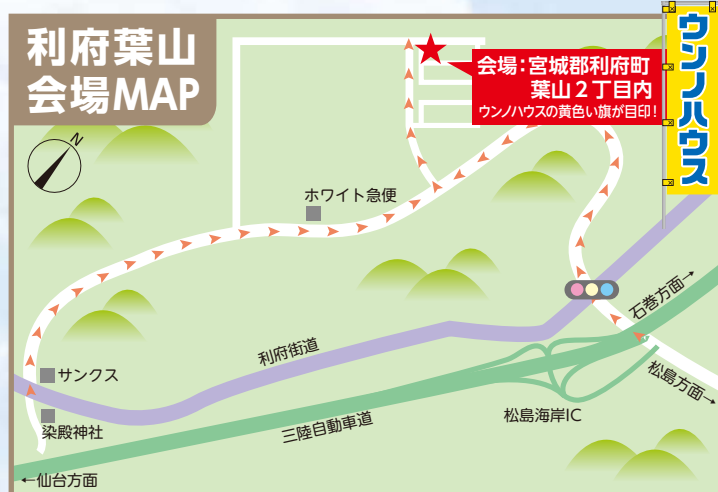 利府葉山
会場MAP
会場:宮城郡利府町
葉山2丁目内
ウンノハウスの黄色い旗が目印!
ウンノハウス
N
ホワイト急便
石巻方面→
利府街道
サンクス
松島方面→
染殿神社
三陸自動車道
松島海岸IC
←仙台方面